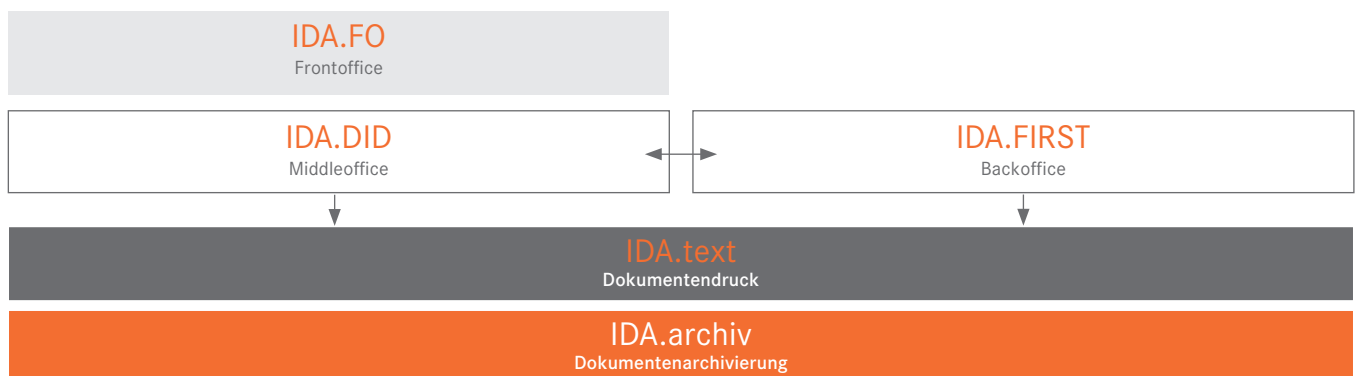 IDA.FO
Frontoffice
IDA.DID
Middleoffice
IDA.FIRST
Backoffice
IDA.text
Dokumentendruck
IDA.archiv
Dokumentenarchivierung